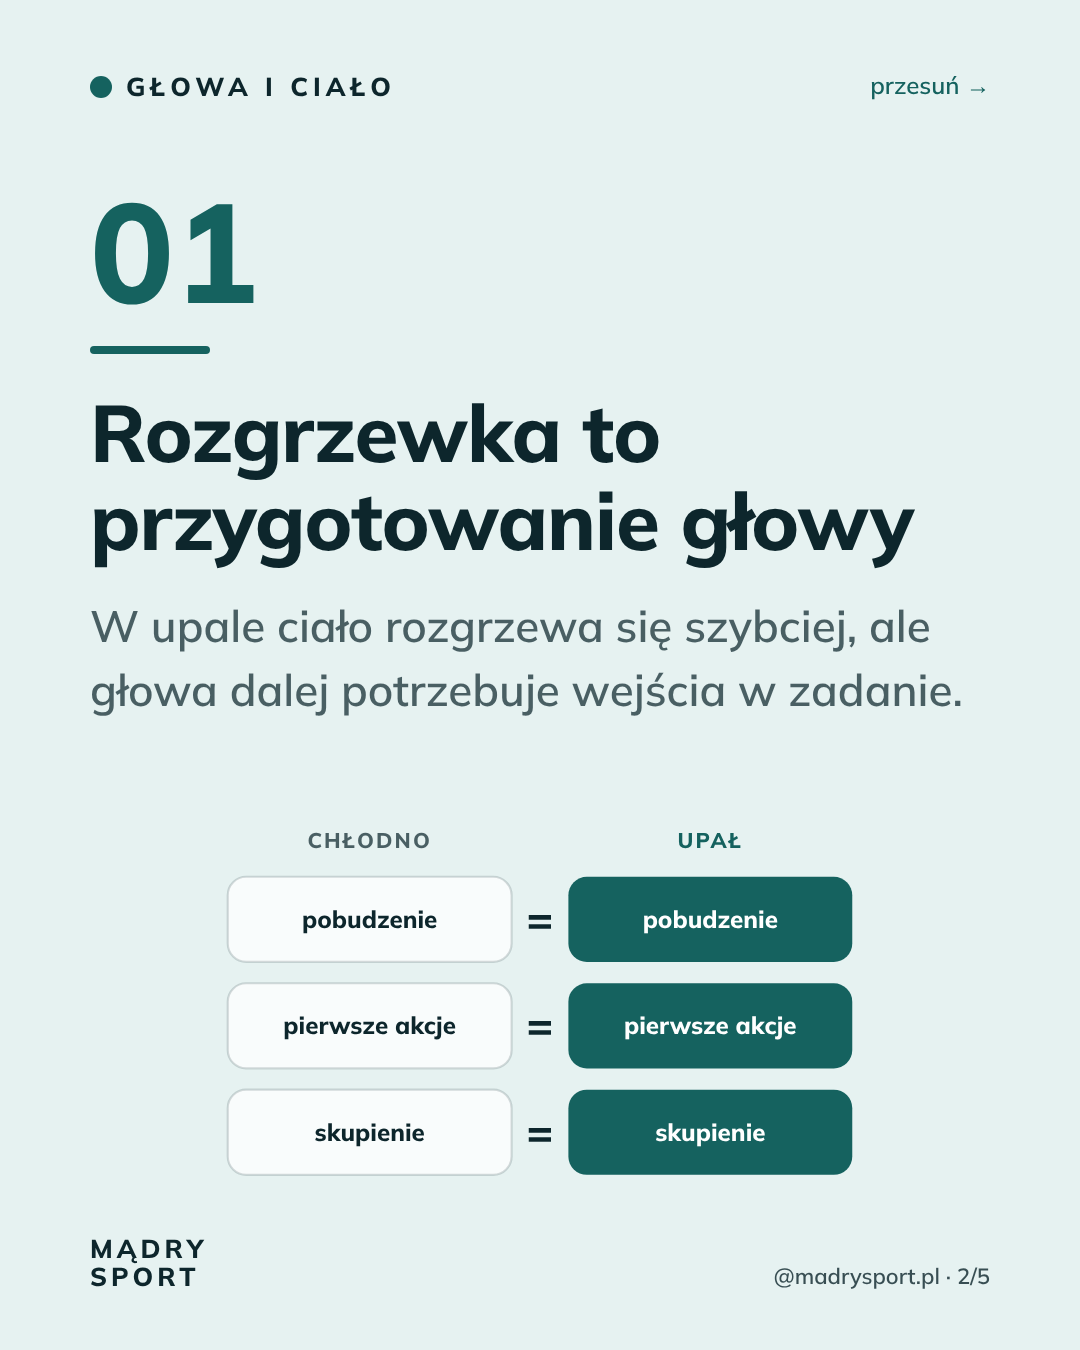 GŁOWA I CIAŁO
przesuń →
01
Rozgrzewka to
przygotowanie głowy
W upale ciało rozgrzewa się szybciej, ale
głowa dalej potrzebuje wejścia w zadanie.
CHŁODNO UPAŁ
pobudzenie = pobudzenie
pierwsze akcje = pierwsze akcje
skupienie = skupienie
MĄDRY
SPORT
@madrysport.pl · 2/5